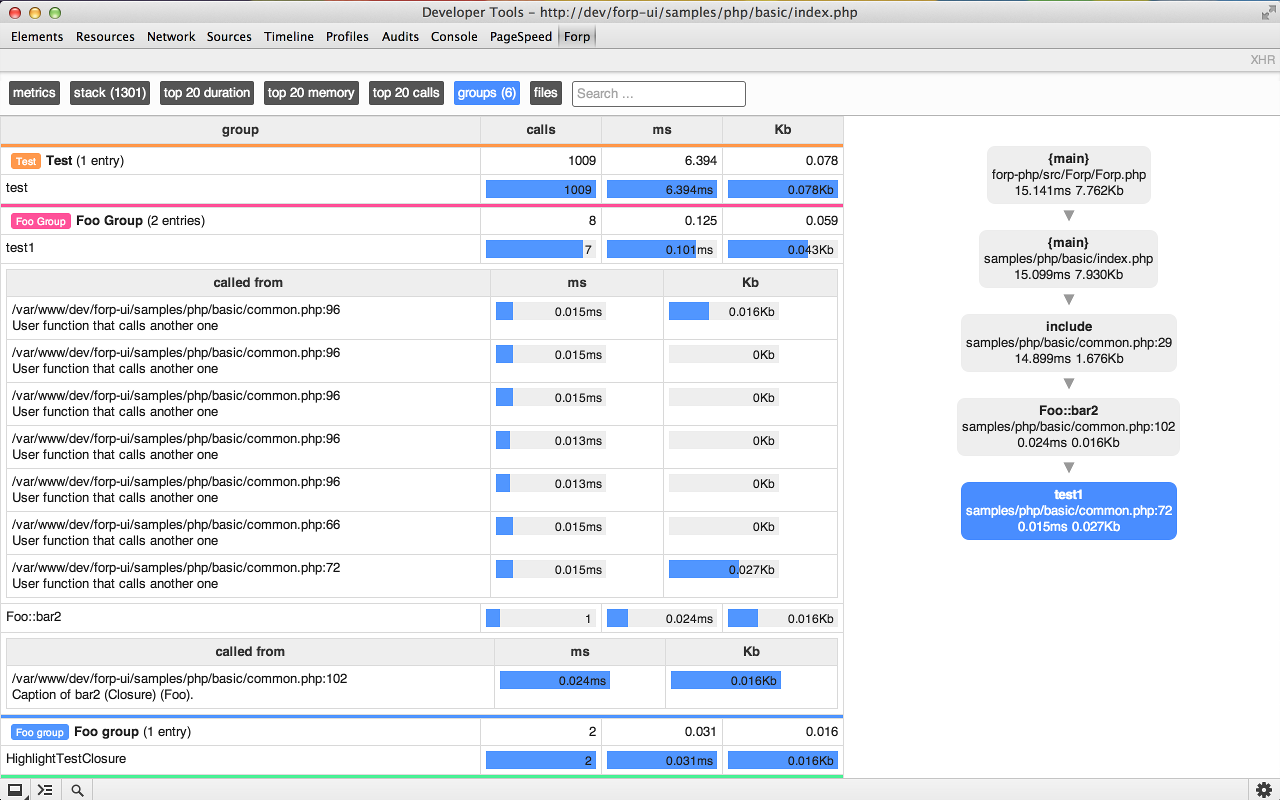 Developer Tools – http://dev/forp-ui/samples/php/basic/index.php
Elements Resources Network Sources Timeline Profiles Audits Console PageSpeed Forp
XHR
metrics stack (1301) top 20 duration top 20 memory top 20 calls groups (6) files Search ...
group calls ms Kb
Test Test (1 entry) 1009 6.394 0.078
test 1009 6.394ms 0.078Kb
Foo Group Foo Group (2 entries) 8 0.125 0.059
test1 7 0.101ms 0.043Kb
called from ms Kb
/var/www/dev/forp-ui/samples/php/basic/common.php:96 0.015ms 0.016Kb
User function that calls another one
/var/www/dev/forp-ui/samples/php/basic/common.php:96 0.015ms 0Kb
User function that calls another one
/var/www/dev/forp-ui/samples/php/basic/common.php:96 0.015ms 0Kb
User function that calls another one
/var/www/dev/forp-ui/samples/php/basic/common.php:96 0.013ms 0Kb
User function that calls another one
/var/www/dev/forp-ui/samples/php/basic/common.php:96 0.013ms 0Kb
User function that calls another one
/var/www/dev/forp-ui/samples/php/basic/common.php:66 0.015ms 0Kb
User function that calls another one
/var/www/dev/forp-ui/samples/php/basic/common.php:72 0.015ms 0.027Kb
User function that calls another one
Foo::bar2 1 0.024ms 0.016Kb
called from ms Kb
/var/www/dev/forp-ui/samples/php/basic/common.php:102 0.024ms 0.016Kb
Caption of bar2 (Closure) (Foo).
Foo group Foo group (1 entry) 2 0.031 0.016
HighlightTestClosure 2 0.031ms 0.016Kb
{main}
forp-php/src/Forp/Forp.php
15.141ms 7.762Kb
{main}
samples/php/basic/index.php
15.099ms 7.930Kb
include
samples/php/basic/common.php:29
14.899ms 1.676Kb
Foo::bar2
samples/php/basic/common.php:102
0.024ms 0.016Kb
test1
samples/php/basic/common.php:72
0.015ms 0.027Kb